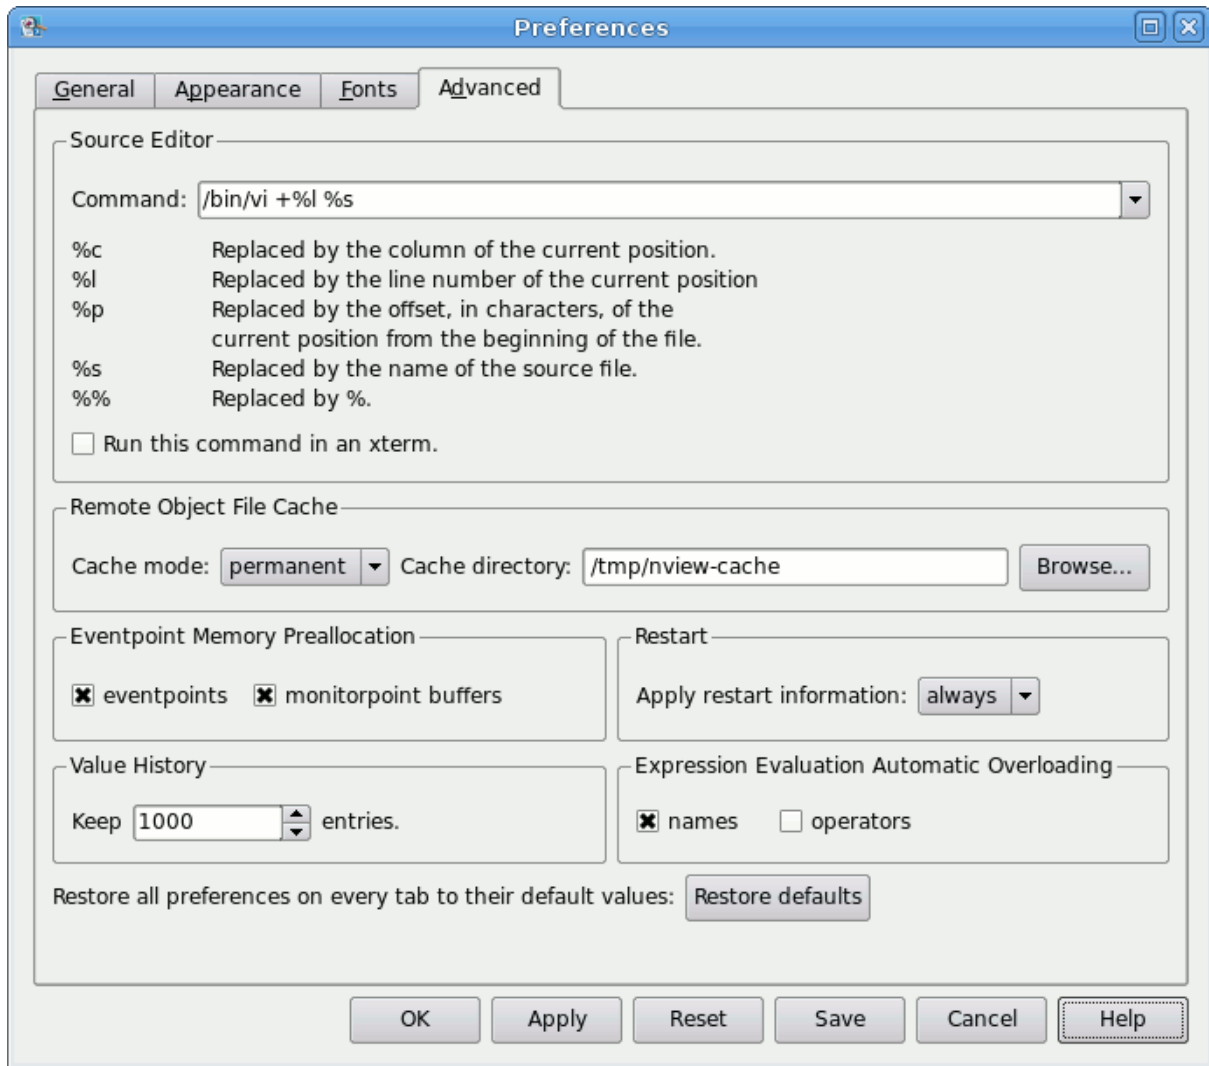 Preferences
General Appearance Fonts Advanced
Source Editor
Command: /bin/vi +%l %s
%c Replaced by the column of the current position.
%l Replaced by the line number of the current position
%p Replaced by the offset, in characters, of the
current position from the beginning of the file.
%s Replaced by the name of the source file.
%% Replaced by %.
Run this command in an xterm.
Remote Object File Cache
Cache mode: permanent Cache directory: /tmp/nview-cache Browse...
Eventpoint Memory Preallocation Restart
eventpoints monitorpoint buffers Apply restart information: always
Value History Expression Evaluation Automatic Overloading
Keep 1000 entries. names operators
Restore all preferences on every tab to their default values: Restore defaults
OK Apply Reset Save Cancel Help